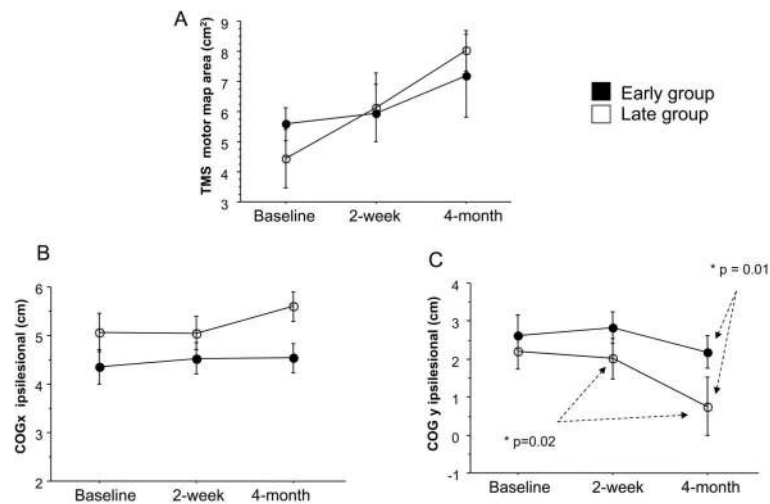 A
TMS motor map area (cm²)
9
8
7
6
5
4
3
Baseline 2-week 4-month
Early group
Late group
B
COGx ipsilesional (cm)
6
5
4
3
2
Baseline 2-week 4-month
C
COG y ipsilesional (cm)
4
3
2
1
0
-1
* p = 0.01
* p=0.02
Baseline 2-week 4-month